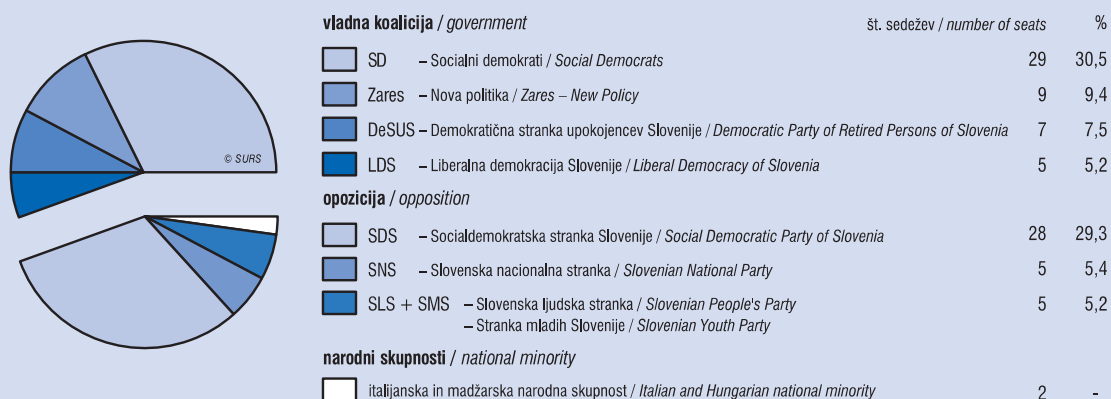 vladna koalicija / government št. sedežev / number of seats %
SD – Socialni demokrati / Social Democrats 29 30,5
Zares – Nova politika / Zares – New Policy 9 9,4
DeSUS – Demokratična stranka upokojencev Slovenije / Democratic Party of Retired Persons of Slovenia 7 7,5
© SURS
LDS – Liberalna demokracija Slovenije / Liberal Democracy of Slovenia 5 5,2
opozicija / opposition
SDS – Socialdemokratska stranka Slovenije / Social Democratic Party of Slovenia 28 29,3
SNS – Slovenska nacionalna stranka / Slovenian National Party 5 5,4
SLS + SMS – Slovenska ljudska stranka / Slovenian People's Party 5 5,2
– Stranka mladih Slovenije / Slovenian Youth Party
narodni skupnosti / national minority
italijanska in madžarska narodna skupnost / Italian and Hungarian national minority 2 -